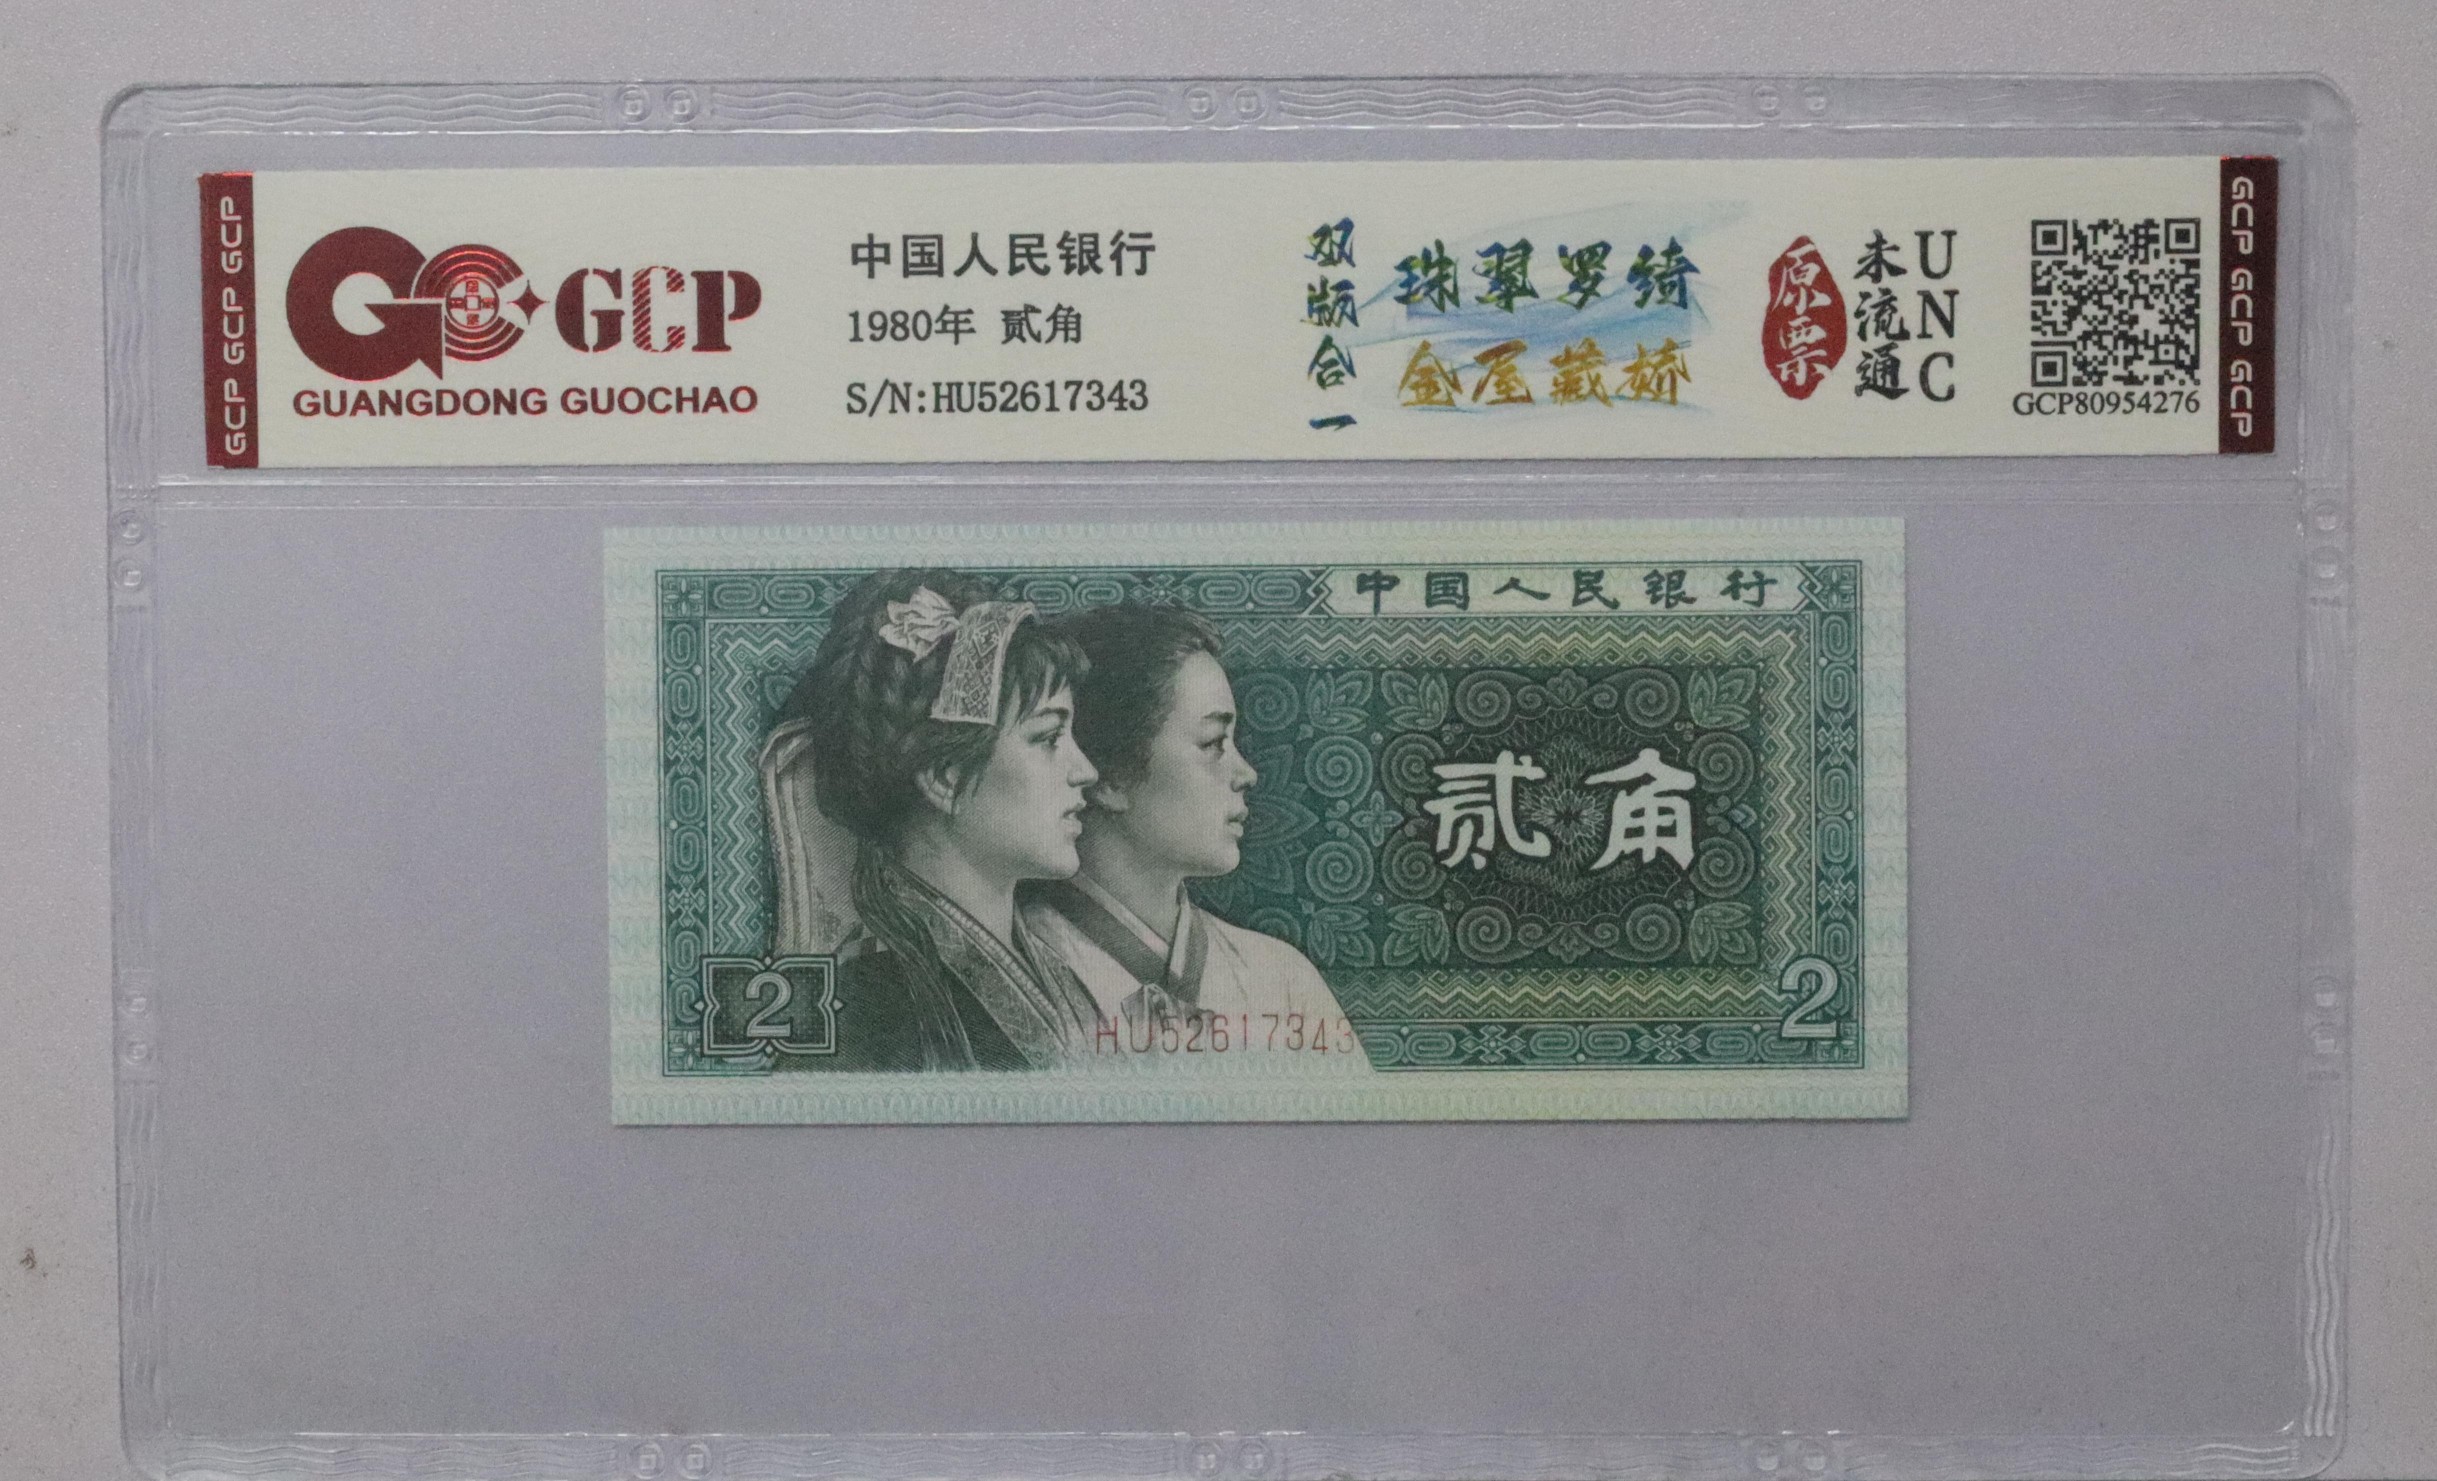 GCP GCP GCP
GCP
GUANGDONG GUOCHAO
中国人民银行
1980年 贰角
S/N:HU52617343
双版合一
珠翠罗绮
金屋藏娇
原票
未流通
UNC
GCP80954276
GCP GCP GCP
中国人民银行
贰角
2
2
HU52617343